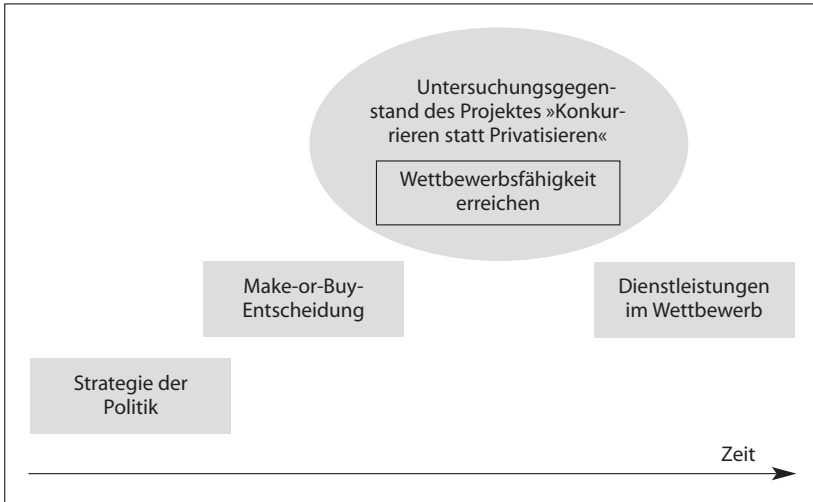 Untersuchungsgegen-
stand des Projektes »Konkur-
rieren statt Privatisieren«
Wettbewerbsfähigkeit
erreichen
Make-or-Buy-
Entscheidung
Dienstleistungen
im Wettbewerb
Strategie der
Politik
Zeit